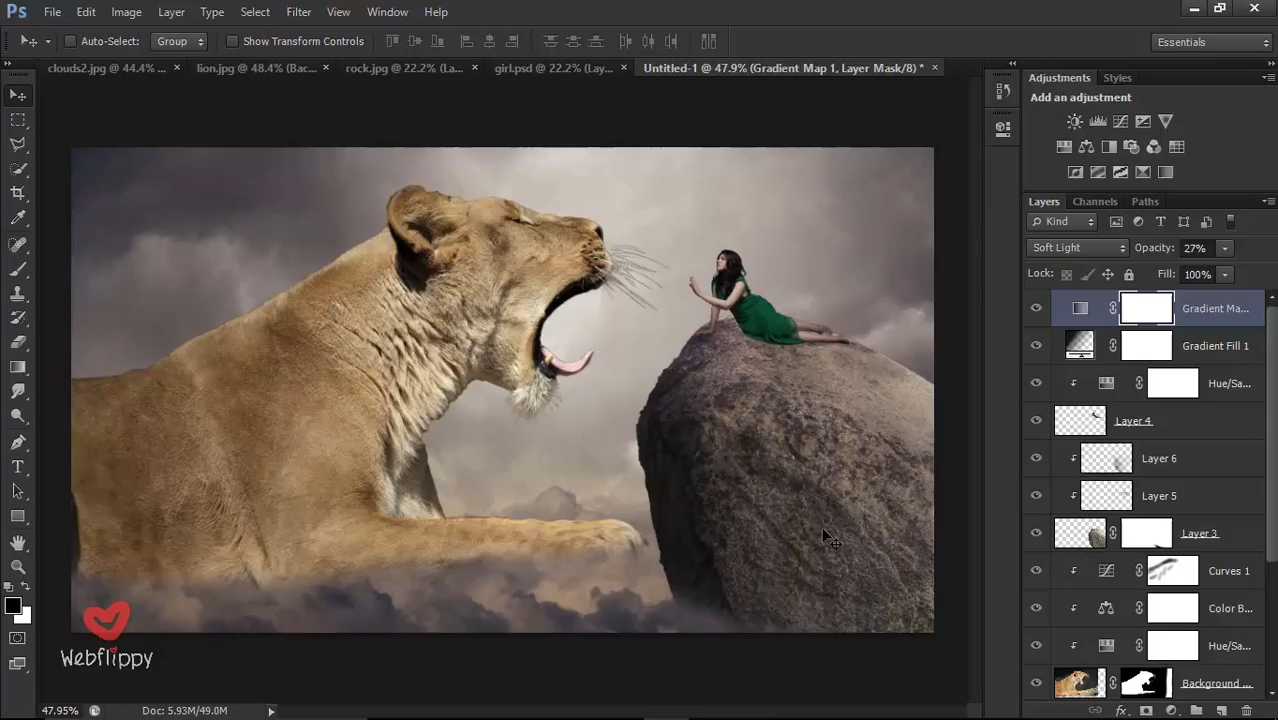 Ps File Edit Image Layer Type Select Filter View Window Help
Auto-Select: Group Show Transform Controls Essentials
clouds2.jpg @ 44.4% ... × lion.jpg @ 48.4% (Bac... × rock.jpg @ 22.2% (La... × girl.psd @ 22.2% (Lay... × Untitled-1 @ 47.9% (Gradient Map 1, Layer Mask/8) * ×
Adjustments Styles
Add an adjustment
Layers Channels Paths
Kind
Soft Light Opacity: 27%
Lock: Fill: 100%
Gradient Ma...
Gradient Fill 1
Hue/Sa...
Layer 4
Layer 6
Layer 5
Layer 3
Curves 1
Color B...
Hue/Sa...
Background ...
Webflippy
47.95% Doc: 5.93M/49.0M